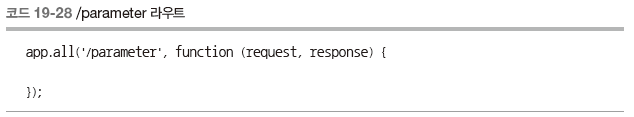 코드 19-28 /parameter 라우트
app.all('/parameter', function (request, response) {
});